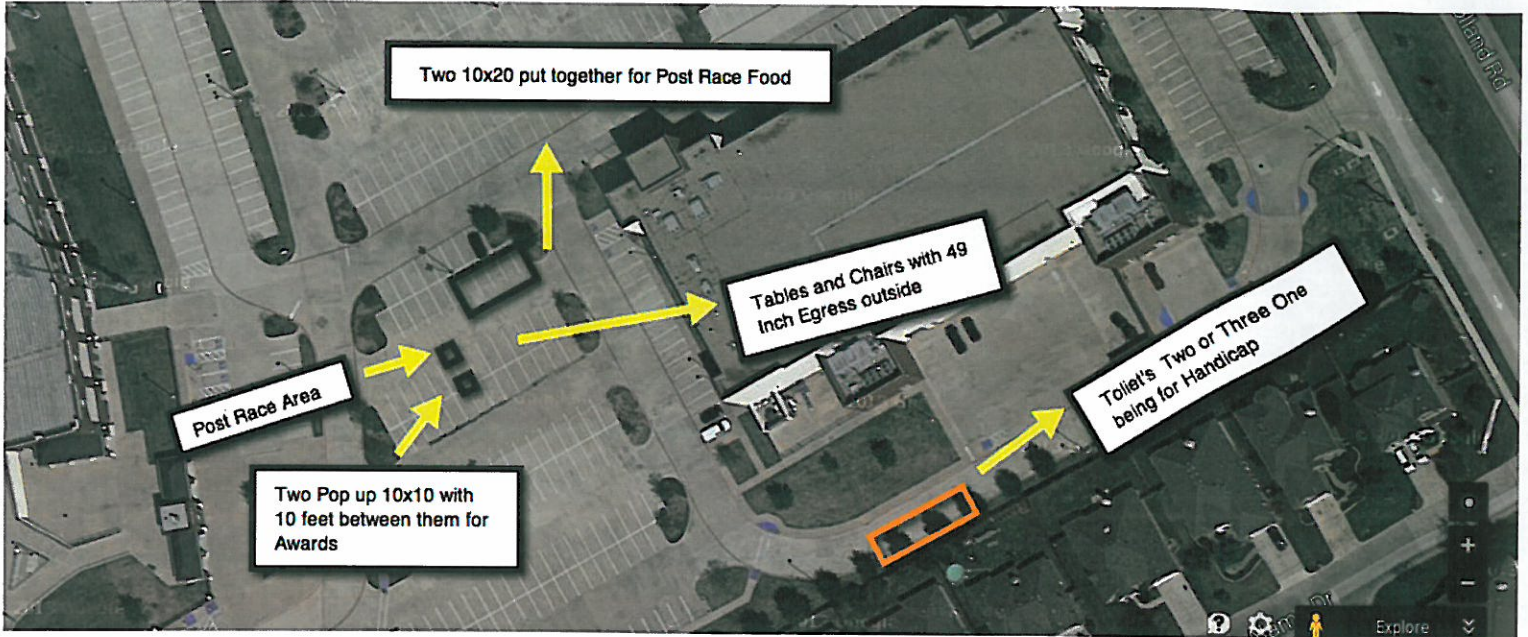 Two 10x20 put together for Post Race Food
Tables and Chairs with 49
Inch Egress outside
Toliet's Two or Three One
being for Handicap
Post Race Area
Two Pop up 10x10 with
10 feet between them for
Awards
Explore